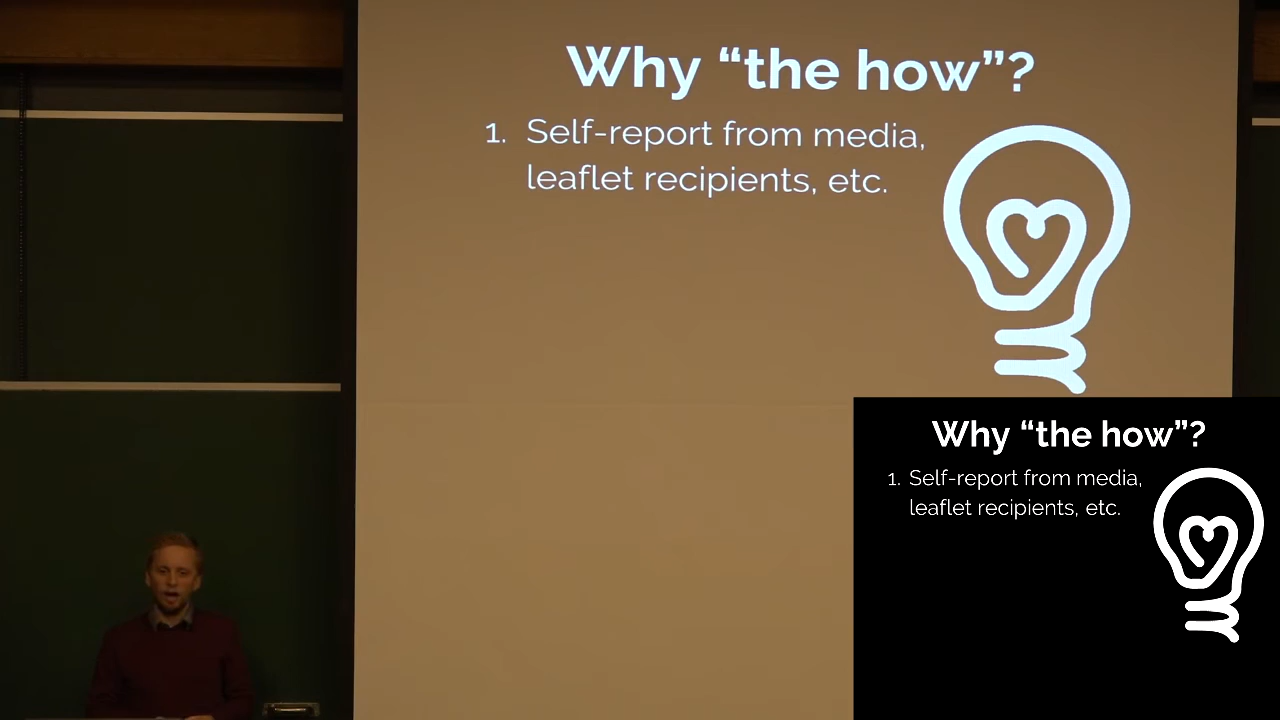 Why “the how”?
1. Self-report from media,
leaflet recipients, etc.
Why “the how”?
1. Self-report from media,
leaflet recipients, etc.